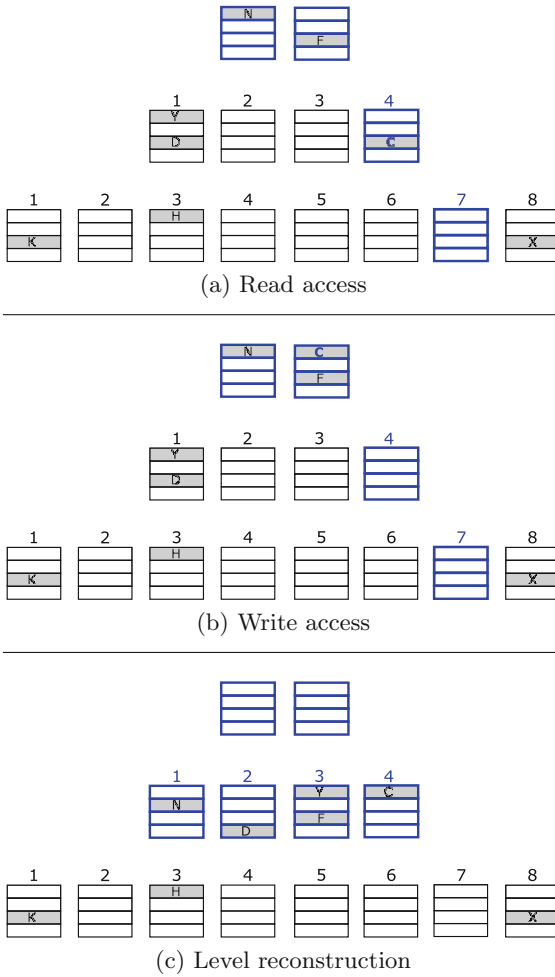 N
F
1 2 3 4
Y
D C
1 2 3 4 5 6 7 8
H
K X
(a) Read access
N C
F
1 2 3 4
Y
D
1 2 3 4 5 6 7 8
H
K X
(b) Write access
1 2 3 4
Y C
N
F
D
1 2 3 4 5 6 7 8
H
K X
(c) Level reconstruction